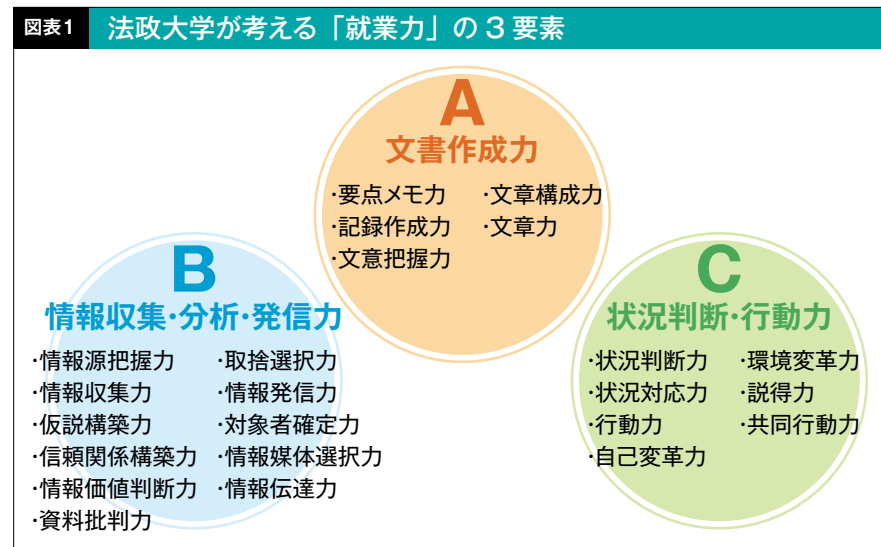 図表1 法政大学が考える「就業力」の3要素
A
文書作成力
・要点メモ力 ・文章構成力
・記録作成力 ・文章力
・文意把握力
B
情報収集・分析・発信力
・情報源把握力 ・取捨選択力
・情報収集力 ・情報発信力
・仮説構築力 ・対象者確定力
・信頼関係構築力 ・情報媒体選択力
・情報価値判断力 ・情報伝達力
・資料批判力
C
状況判断・行動力
・状況判断力 ・環境変革力
・状況対応力 ・説得力
・行動力 ・共同行動力
・自己変革力